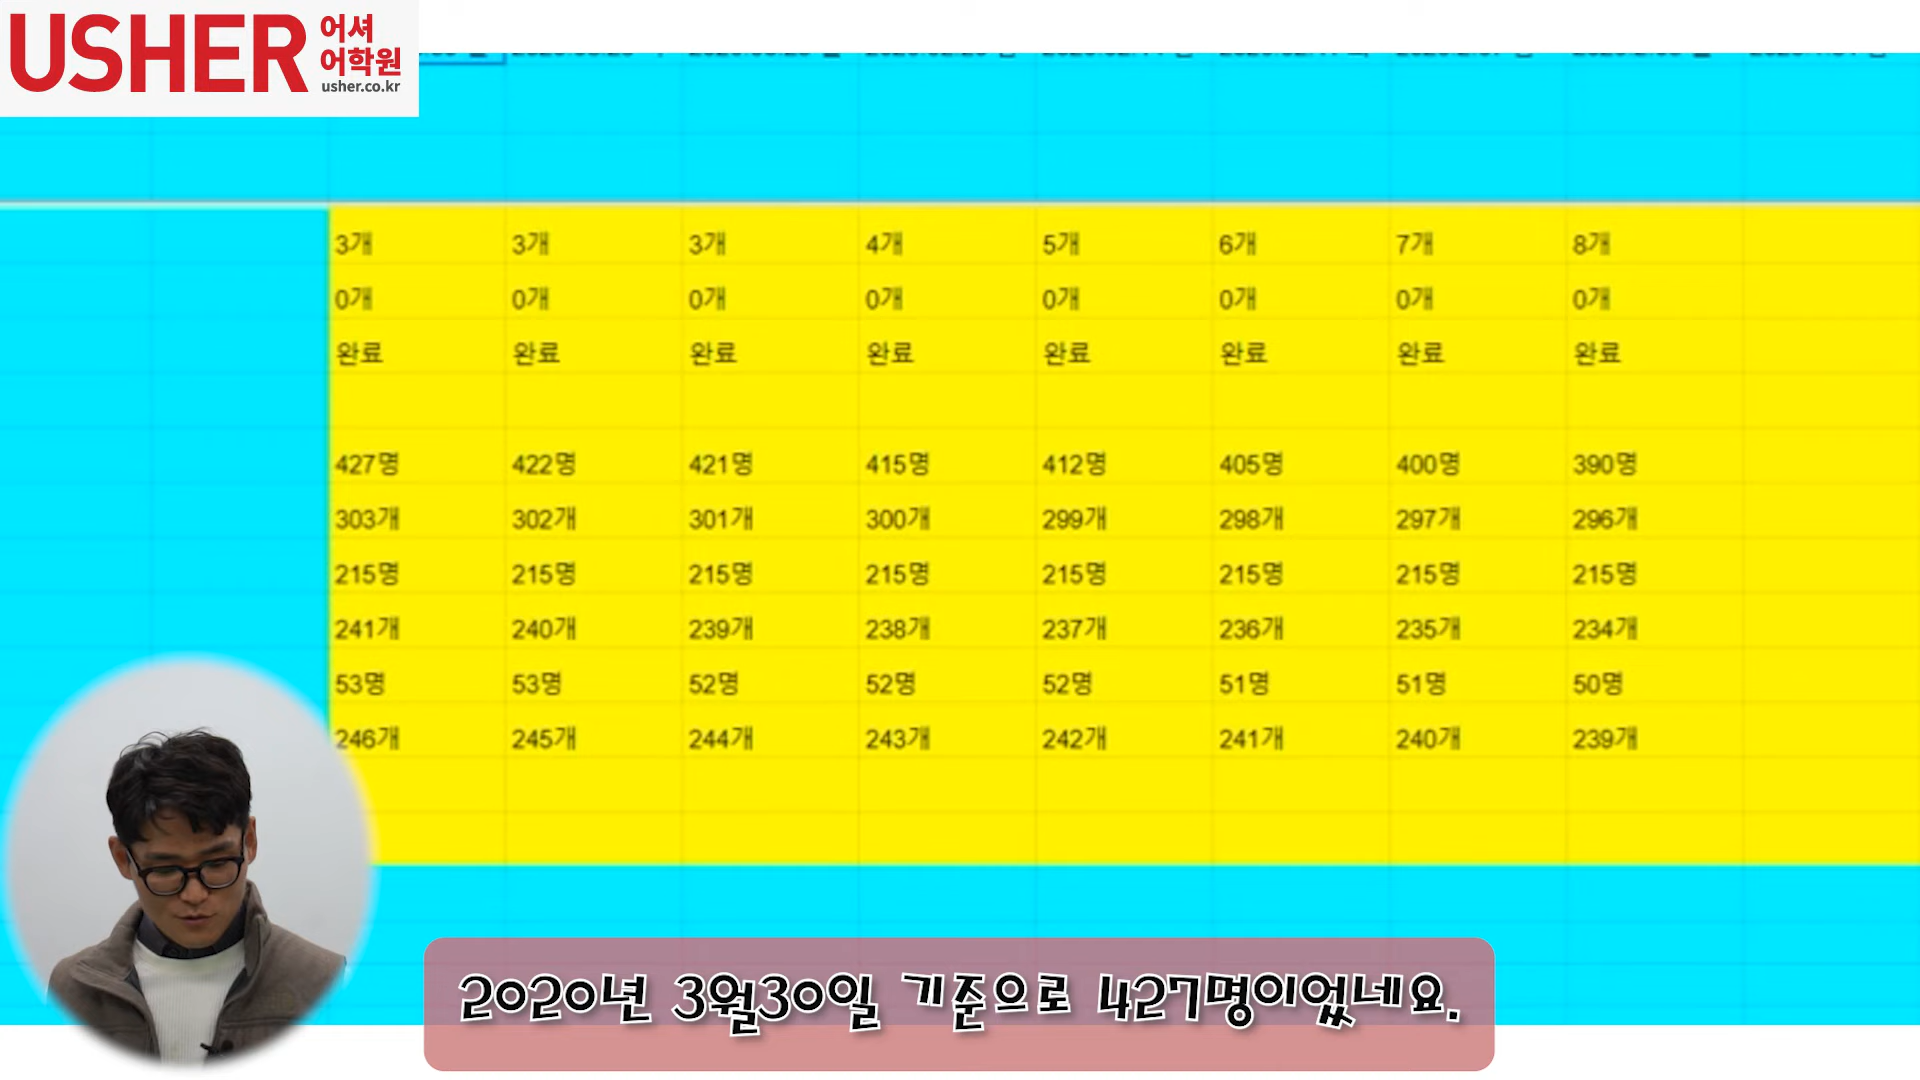 USHER 어셔
어학원
usher.co.kr
3개 3개 3개 4개 5개 6개 7개 8개
0개 0개 0개 0개 0개 0개 0개 0개
완료 완료 완료 완료 완료 완료 완료 완료
427명 422명 421명 415명 412명 405명 400명 390명
303개 302개 301개 300개 299개 298개 297개 296개
215명 215명 215명 215명 215명 215명 215명 215명
241개 240개 239개 238개 237개 236개 235개 234개
53명 53명 52명 52명 52명 51명 51명 50명
246개 245개 244개 243개 242개 241개 240개 239개
2020년 3월30일 기준으로 427명이었네요.